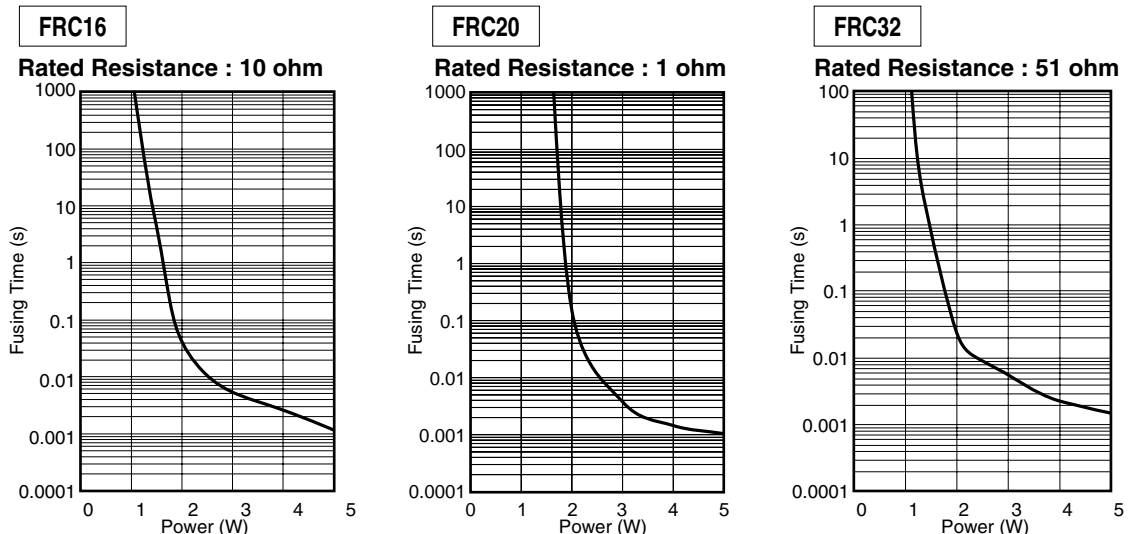 FRC16
Rated Resistance : 10 ohm
1000
100
10
1
0.1
0.01
0.001
0.0001
Fusing Time (s)
0 1 2 3 4 5
Power (W)
FRC20
Rated Resistance : 1 ohm
1000
100
10
1
0.1
0.01
0.001
0.0001
Fusing Time (s)
0 1 2 3 4 5
Power (W)
FRC32
Rated Resistance : 51 ohm
100
10
1
0.1
0.01
0.001
0.0001
Fusing Time (s)
0 1 2 3 4 5
Power (W)